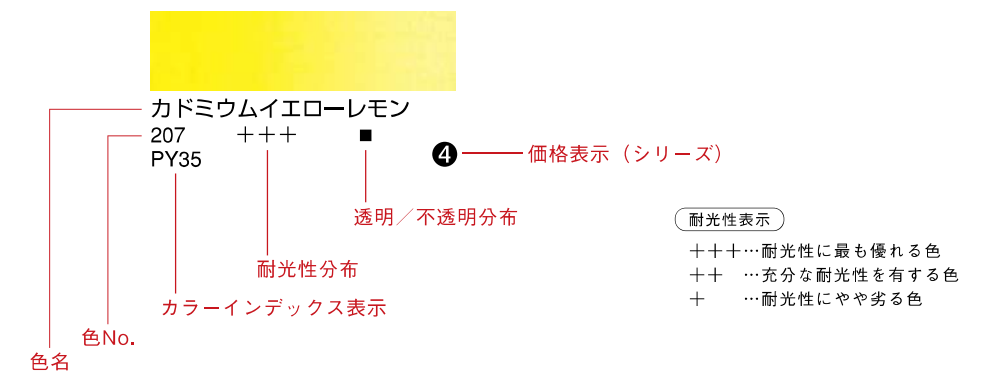 カドミウムイエローレモン
207 +++ ■
PY35
❹ 価格表示（シリーズ）
透明／不透明分布
耐光性分布
カラーインデックス表示
色No.
色名
耐光性表示
+++…耐光性に最も優れる色
++ …充分な耐光性を有する色
+ …耐光性にやや劣る色